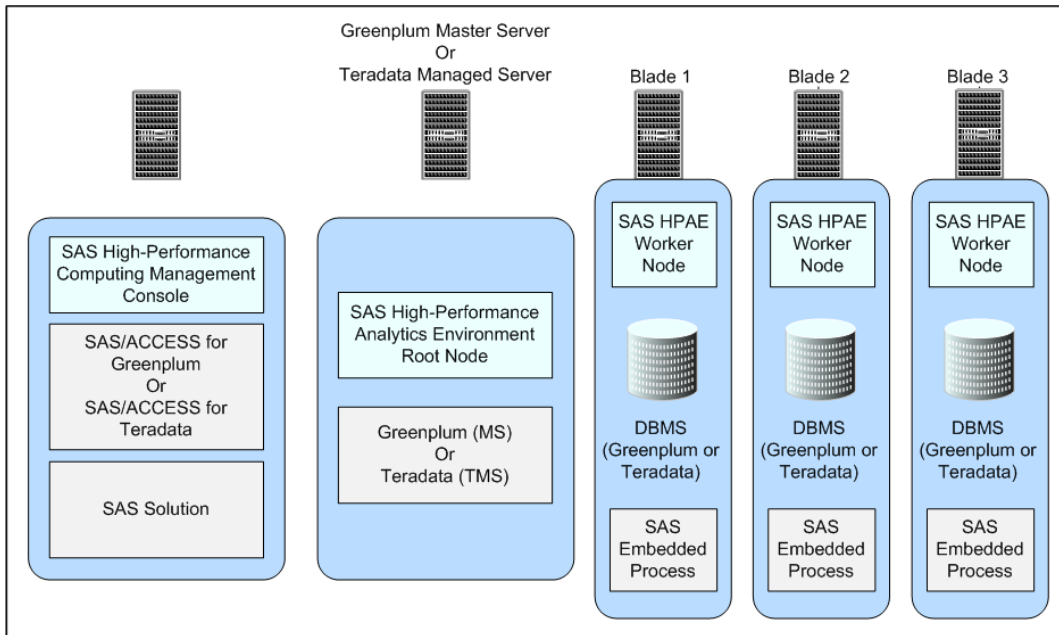 Greenplum Master Server
Or
Teradata Managed Server
Blade 1
Blade 2
Blade 3
SAS High-Performance
Computing Management
Console
SAS/ACCESS for
Greenplum
Or
SAS/ACCESS for
Teradata
SAS Solution
SAS High-Performance
Analytics Environment
Root Node
Greenplum (MS)
Or
Teradata (TMS)
SAS HPAE
Worker
Node
DBMS
(Greenplum or
Teradata)
SAS
Embedded
Process
SAS HPAE
Worker
Node
DBMS
(Greenplum or
Teradata)
SAS
Embedded
Process
SAS HPAE
Worker
Node
DBMS
(Greenplum or
Teradata)
SAS
Embedded
Process